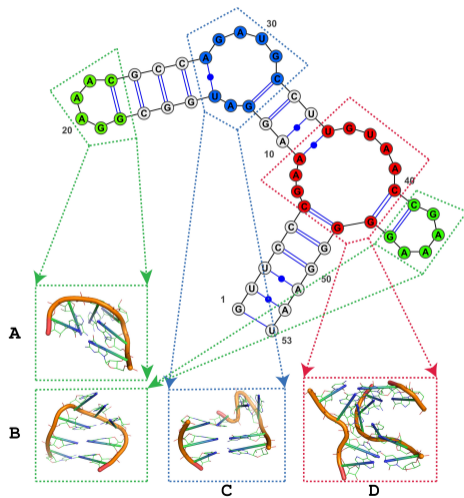 30
A U
G G
A C G C C A C
A C
A G G C G G U A G G U
20 G U G U
A A
10 A A
A 40
A C C G
G C G G G A
C G A A
C G
U G
U A 50
1 G A
U 53
A
B
C D